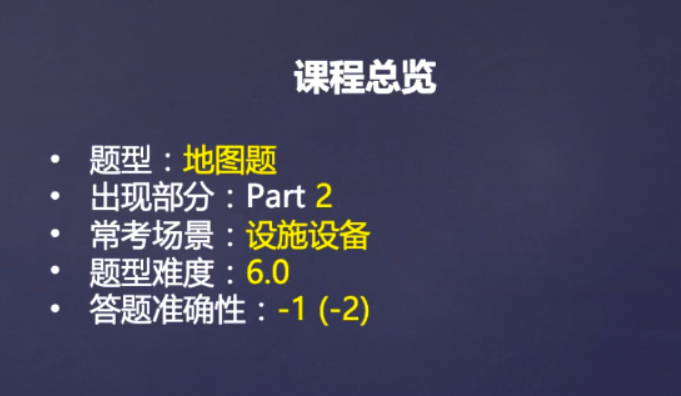 课程总览
• 题型：地图题
• 出现部分：Part 2
• 常考场景：设施设备
• 题型难度：6.0
• 答题准确性：-1 (-2)